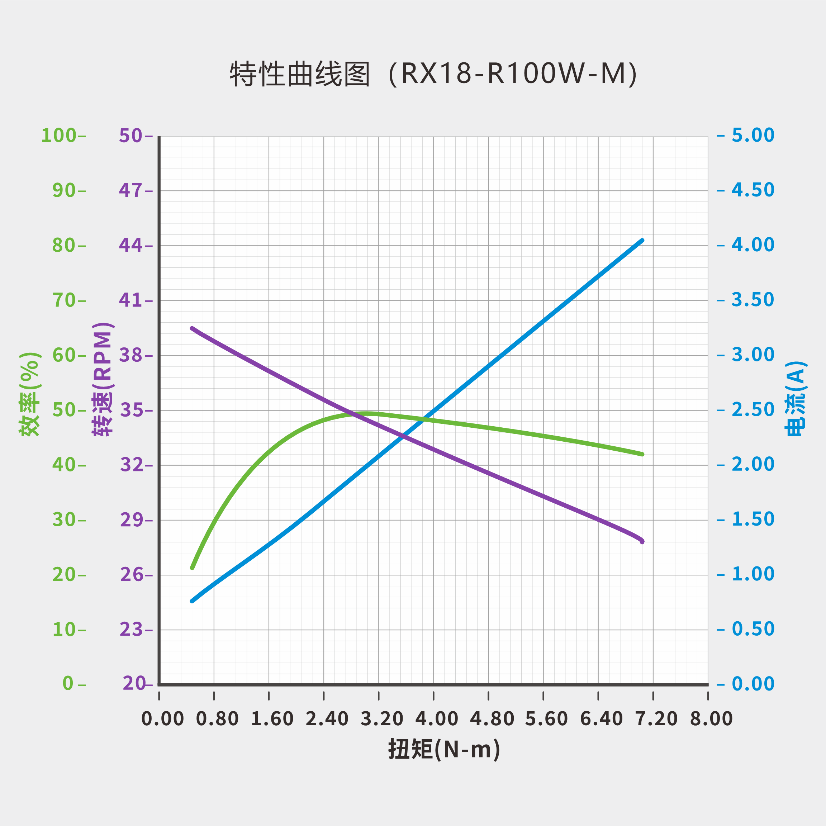 特性曲线图（RX18-R100W-M）
100– 50– – 5.00
90– 47– – 4.50
80– 44– – 4.00
70– 41– – 3.50
60– 38– – 3.00
50– 35– – 2.50
40– 32– – 2.00
30– 29– – 1.50
20– 26– – 1.00
10– 23– – 0.50
0– 20– – 0.00
效率(%)
转速(RPM)
电流(A)
0.00 0.80 1.60 2.40 3.20 4.00 4.80 5.60 6.40 7.20 8.00
扭矩(N-m)